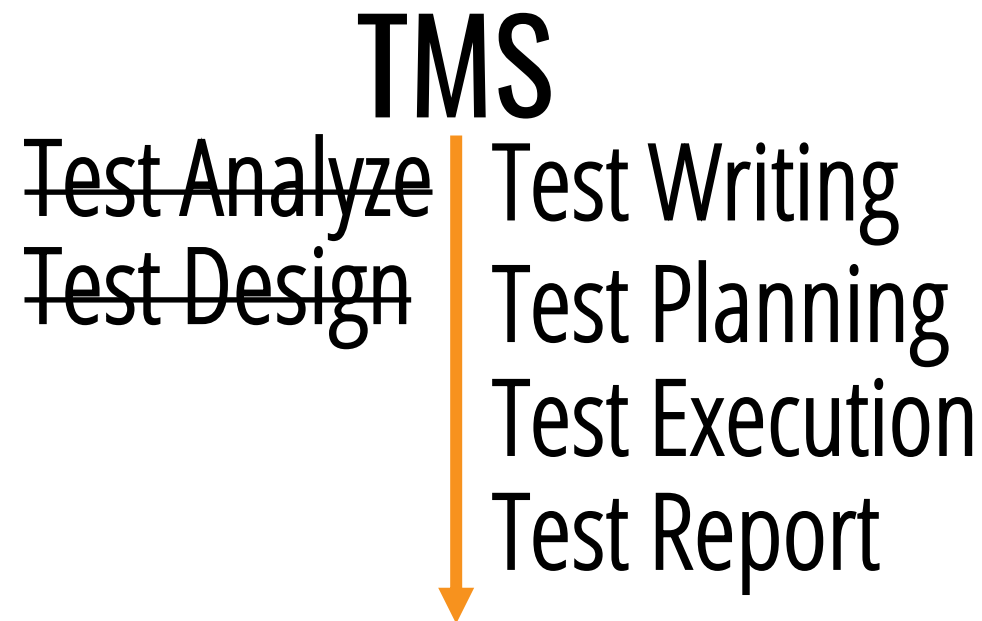 TMS
Test Analyze
Test Design
Test Writing
Test Planning
Test Execution
Test Report